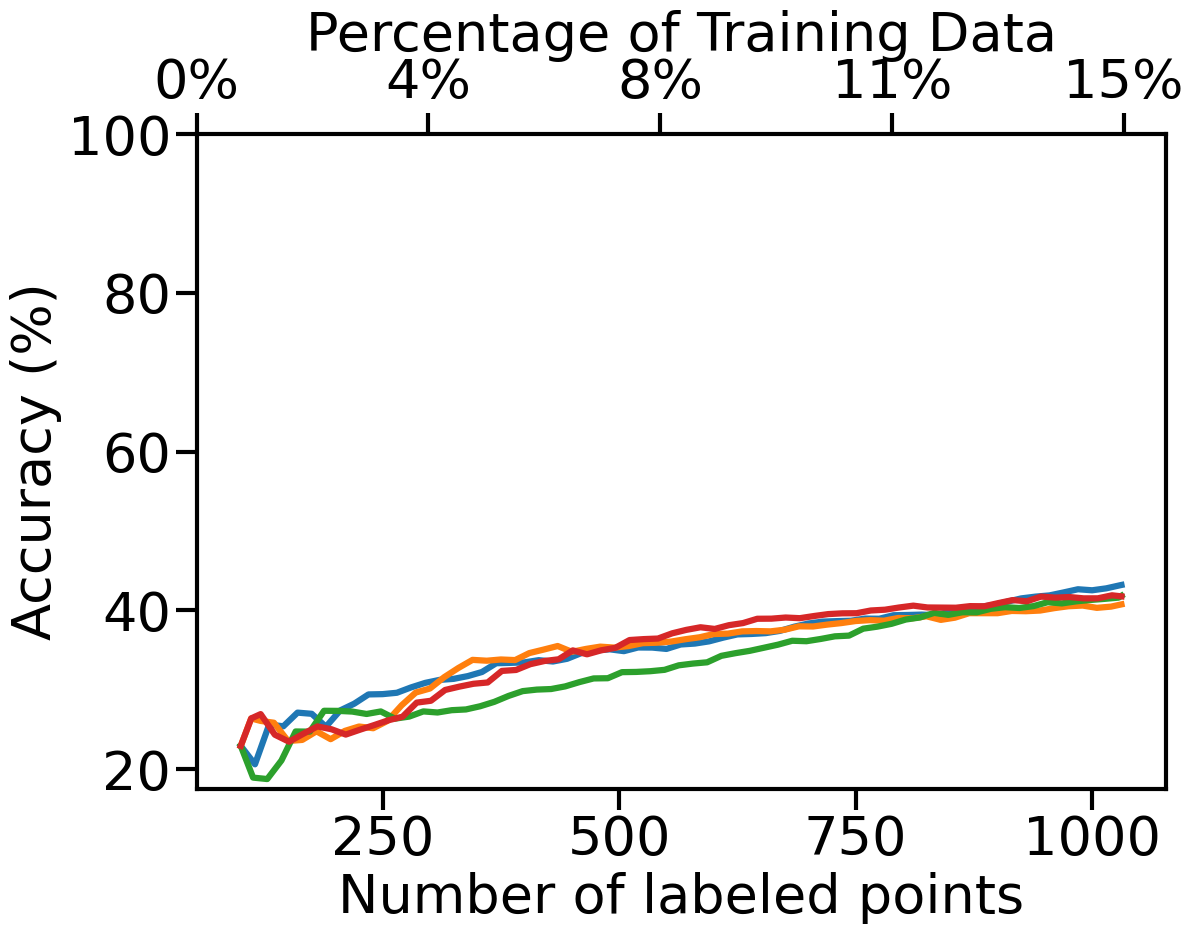 Percentage of Training Data
0% 4% 8% 11% 15%
100
80
60
40
20
Accuracy (%)
250 500 750 1000
Number of labeled points